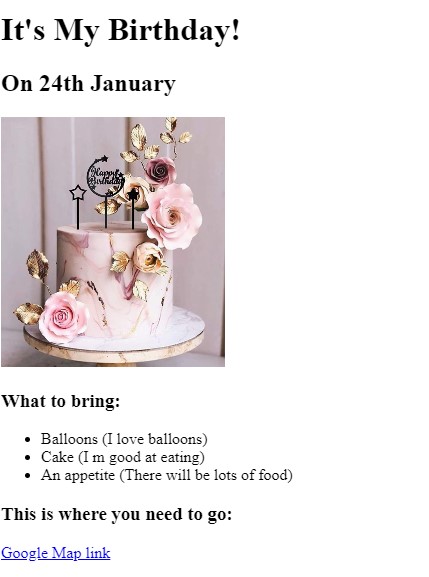 It's My Birthday!
On 24th January
Happy
Birthday
What to bring:
Balloons (I love balloons)
Cake (I m good at eating)
An appetite (There will be lots of food)
This is where you need to go:
Google Map link